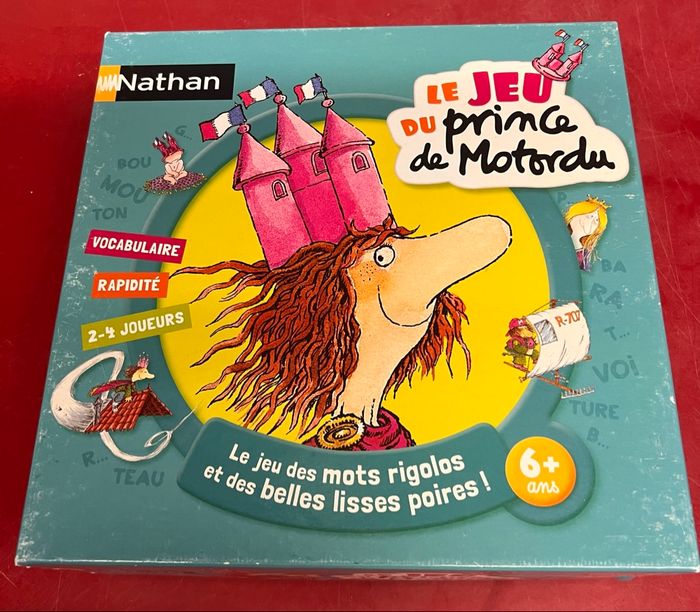 Nathan
LE JEU
DU prince
de Motordu
G...
BOU
MOU
TON
VOCABULAIRE
RAPIDITÉ
2-4 JOUEURS
BA
RA
T...
VOI
TURE
B...
R-707
R...
TEAU
Le jeu des mots rigolos
et des belles lisses poires !
6+
ans